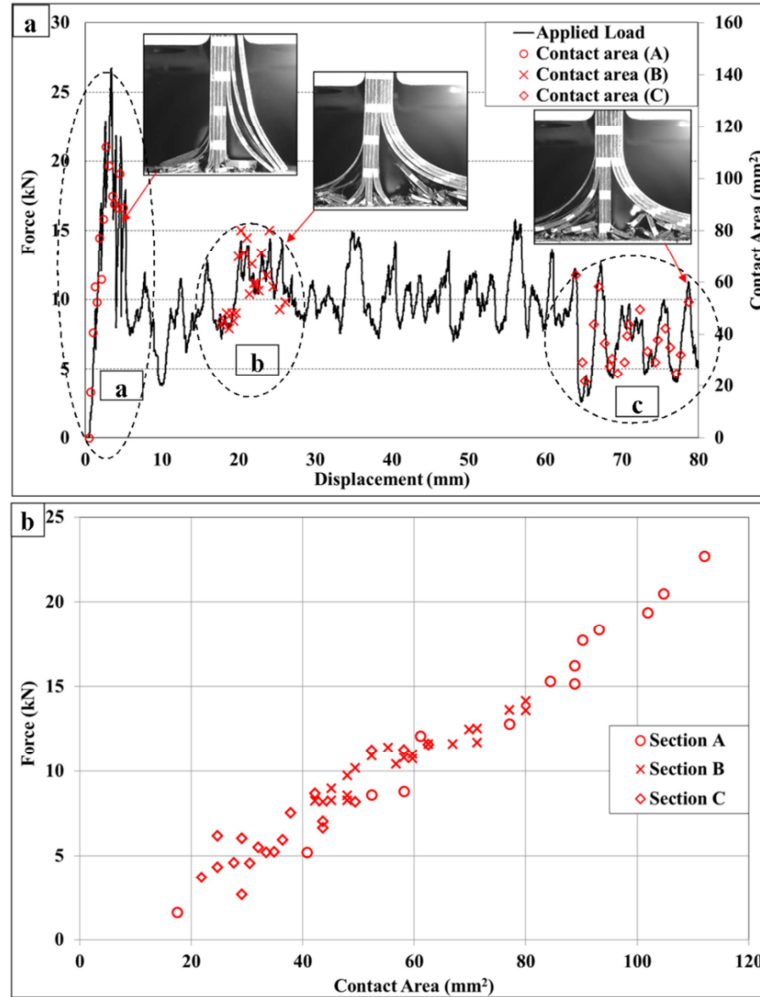 a
Applied Load
Contact area (A)
Contact area (B)
Contact area (C)
30
25
20
15
10
5
0
Force (kN)
160
140
120
100
80
60
40
20
0
Contact Area (mm²)
a
b
c
0 10 20 30 40 50 60 70 80
Displacement (mm)
b
25
20
15
10
5
0
Force (kN)
Section A
Section B
Section C
0 20 40 60 80 100 120
Contact Area (mm²)